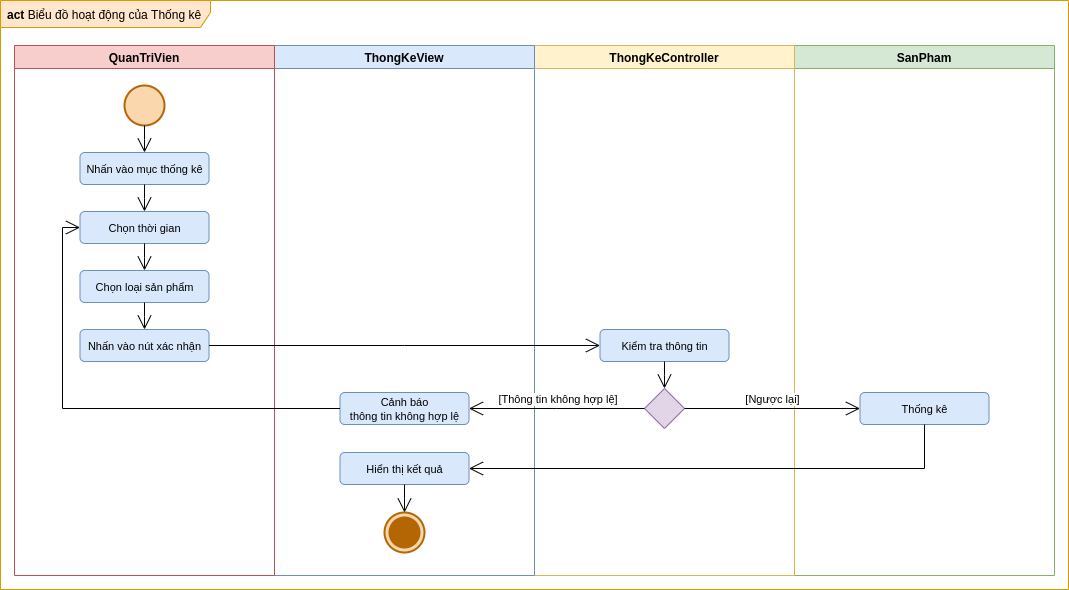 act Biểu đồ hoạt động của Thống kê
QuanTriVien
ThongKeView
ThongKeController
SanPham
Nhấn vào mục thống kê
Chọn thời gian
Chọn loại sản phẩm
Nhấn vào nút xác nhận
Kiểm tra thông tin
[Thông tin không hợp lệ]
[Ngược lại]
Cảnh báo
thông tin không hợp lệ
Thống kê
Hiển thị kết quả